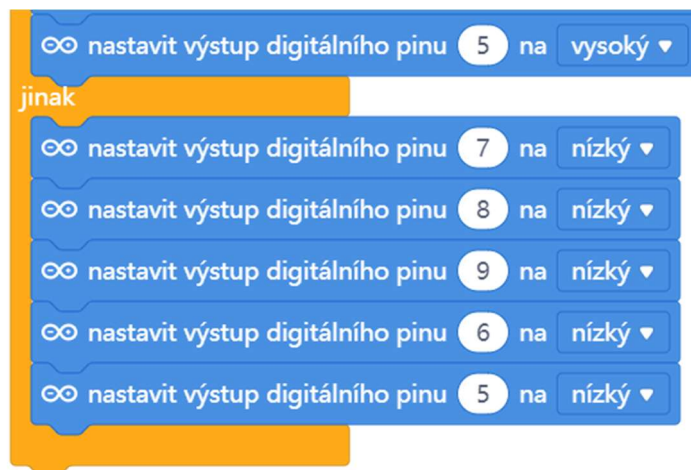 nastavit výstup digitálního pinu 5 na vysoký
jinak
nastavit výstup digitálního pinu 7 na nízký
nastavit výstup digitálního pinu 8 na nízký
nastavit výstup digitálního pinu 9 na nízký
nastavit výstup digitálního pinu 6 na nízký
nastavit výstup digitálního pinu 5 na nízký